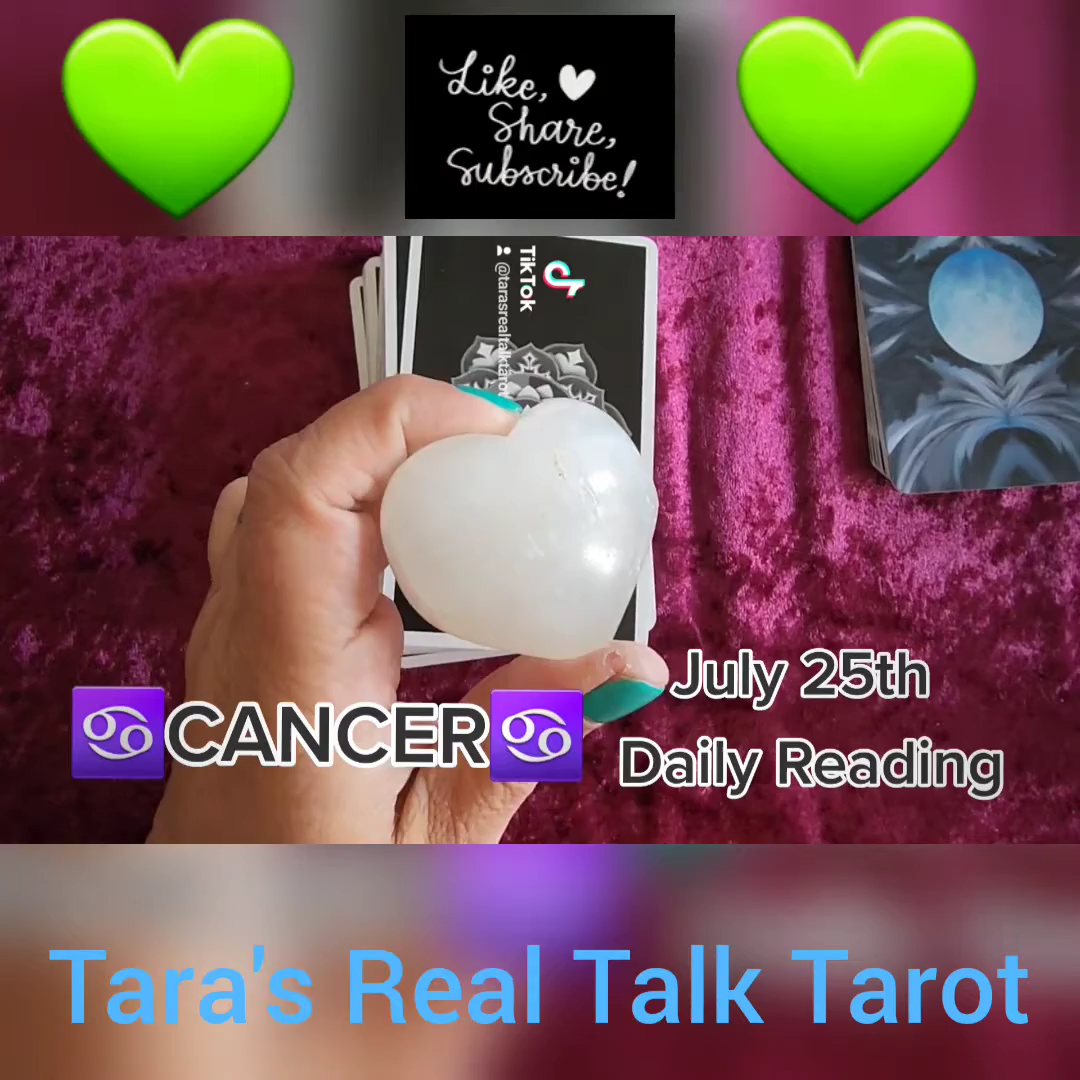 Like,
Share,
Subscribe!
TikTok
@tarasrealtalktarot
♋CANCER♋
July 25th
Daily Reading
Tara's Real Talk Tarot